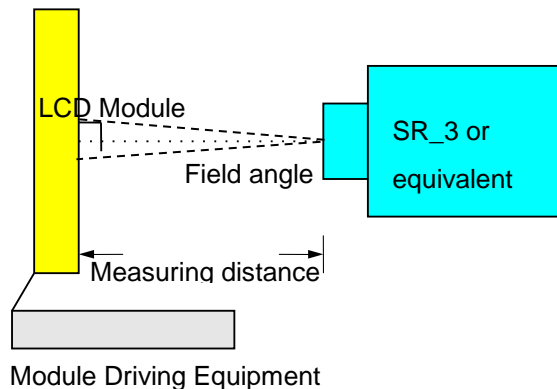 LCD Module
SR_3 or
equivalent
Field angle
Measuring distance
Module Driving Equipment